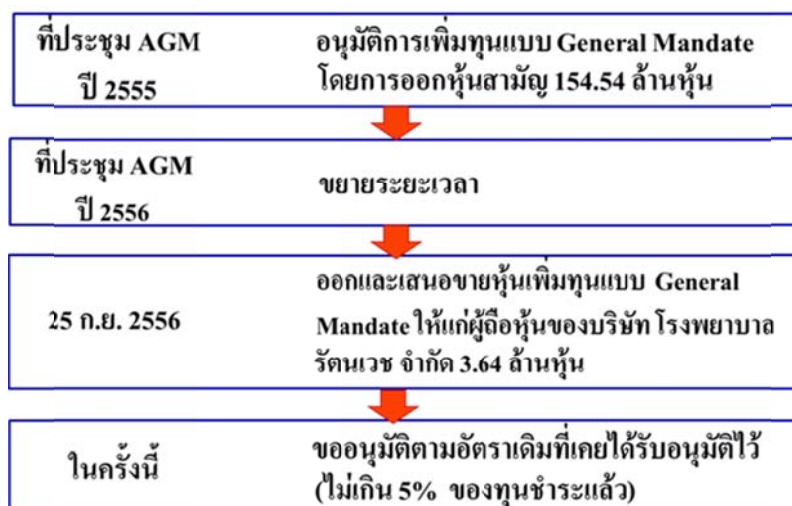 ที่ประชุม AGM
ปี 2555
อนุมัติการเพิ่มทุนแบบ General Mandate
โดยการออกหุ้นสามัญ 154.54 ล้านหุ้น
ที่ประชุม AGM
ปี 2556
ขยายระยะเวลา
25 ก.ย. 2556
ออกและเสนอขายหุ้นเพิ่มทุนแบบ General
Mandate ให้แก่ผู้ถือหุ้นของบริษัท โรงพยาบาล
รัตนเวช จำกัด 3.64 ล้านหุ้น
ในครั้งนี้
ขออนุมัติตามอัตราเดิมที่เคยได้รับอนุมัติไว้
(ไม่เกิน 5% ของทุนชำระแล้ว)